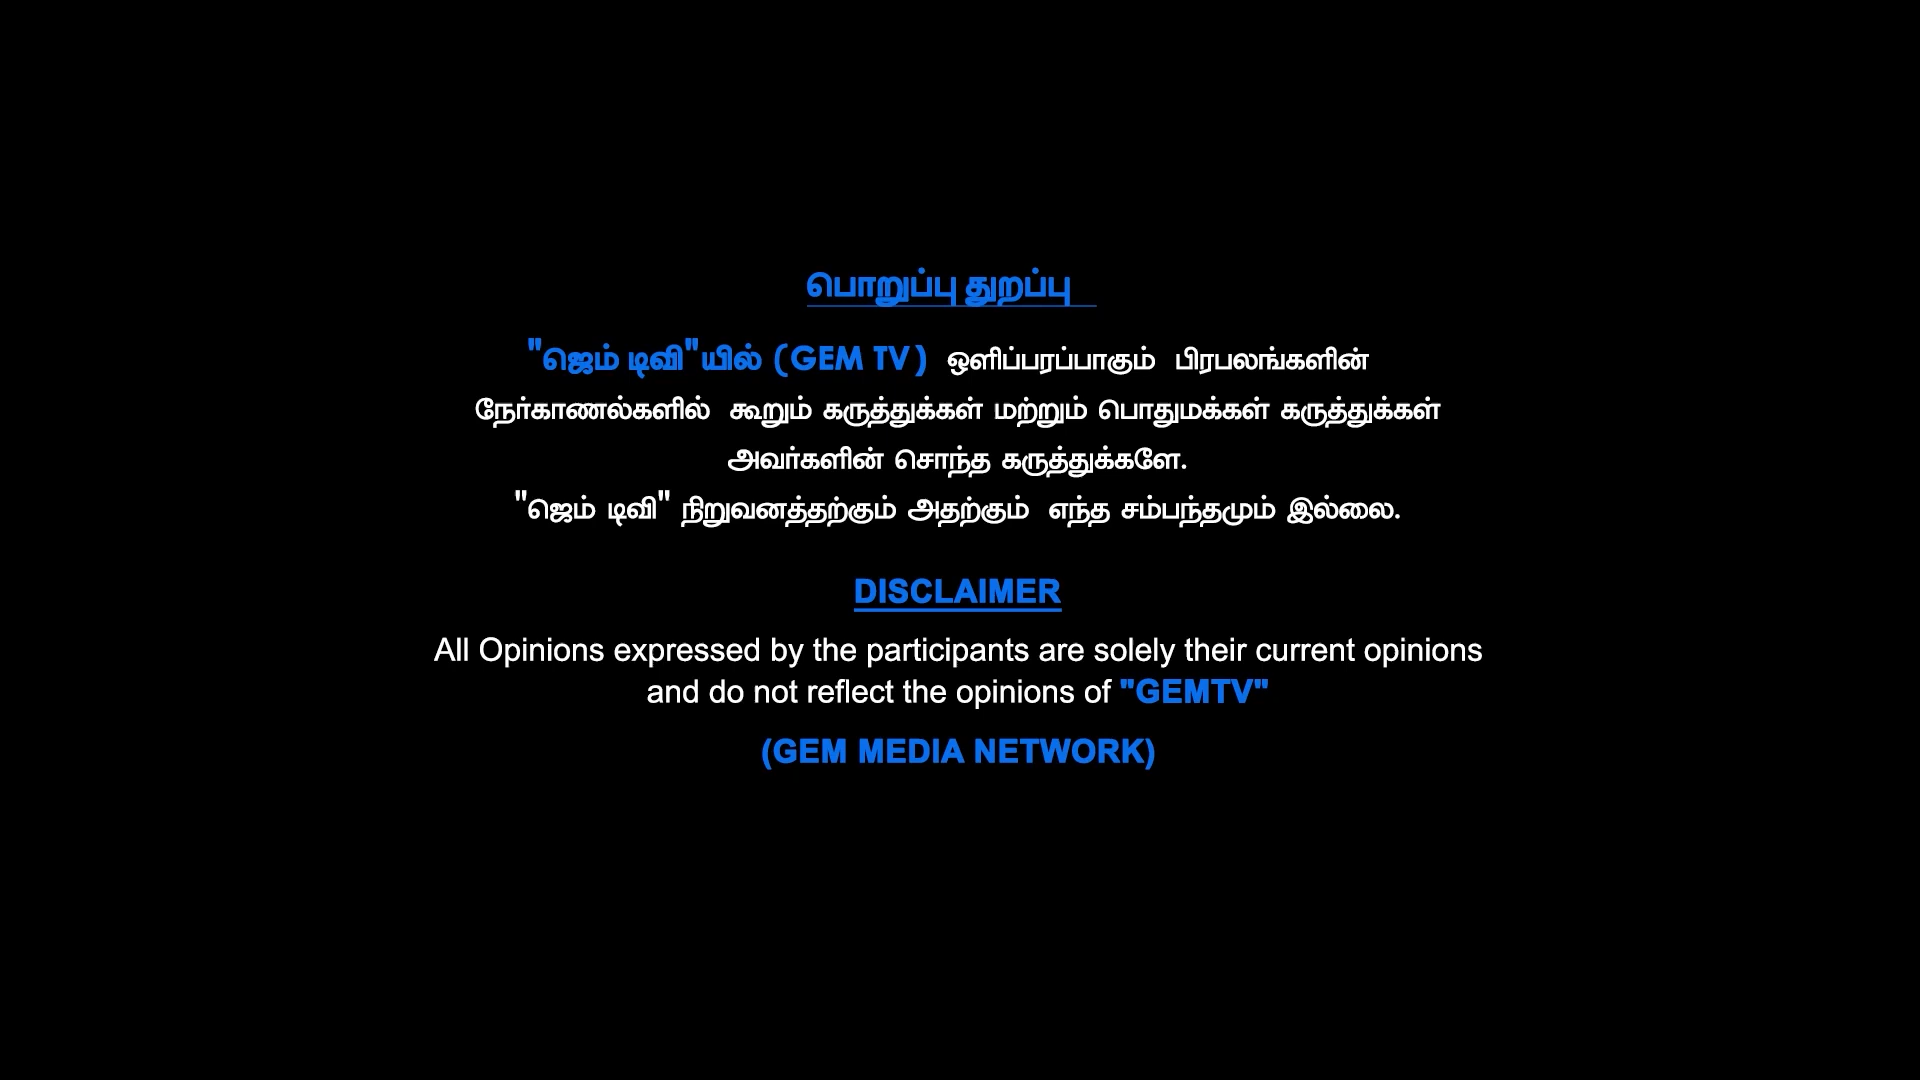 பொறுப்பு துறப்பு
"ஜெம் டிவி"யில் (GEM TV) ஒளிப்பரப்பாகும் பிரபலங்களின்
நேர்காணல்களில் கூறும் கருத்துக்கள் மற்றும் பொதுமக்கள் கருத்துக்கள்
அவர்களின் சொந்த கருத்துக்களே.
"ஜெம் டிவி" நிறுவனத்தற்கும் அதற்கும் எந்த சம்பந்தமும் இல்லை.
DISCLAIMER
All Opinions expressed by the participants are solely their current opinions
and do not reflect the opinions of "GEMTV"
(GEM MEDIA NETWORK)